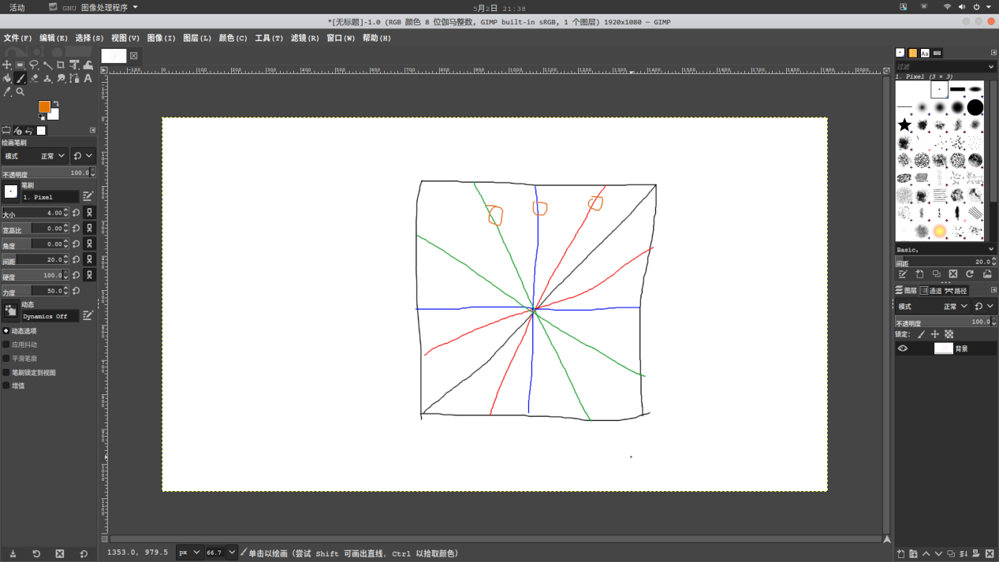 活动
GNU 图像处理程序
5月2日 21:38
*[无标题]-1.0 (RGB 颜色 8 位伽马整数, GIMP built-in sRGB, 1 个图层) 1920x1080 – GIMP
文件(F) 编辑(E) 选择(S) 视图(V) 图像(I) 图层(L) 颜色(C) 工具(T) 滤镜(R) 窗口(W) 帮助(H)
绘画笔刷
模式 正常
不透明度 100.0
笔刷
1. Pixel
大小 4.00
宽高比 0.00
角度 0.00
间距 20.0
硬度 100.0
力度 50.0
动态
Dynamics Off
动态选项
应用抖动
平滑笔廓
笔刷锁定到视图
增值
1353.0, 979.5 px 66.7 单击以绘画 (尝试 Shift 可画出直线, Ctrl 以拾取颜色)
过滤
1. Pixel (3 × 3)
Basic,
间距 20.0
图层 通道 路径
模式 正常
不透明度 100.0
锁定:
背景